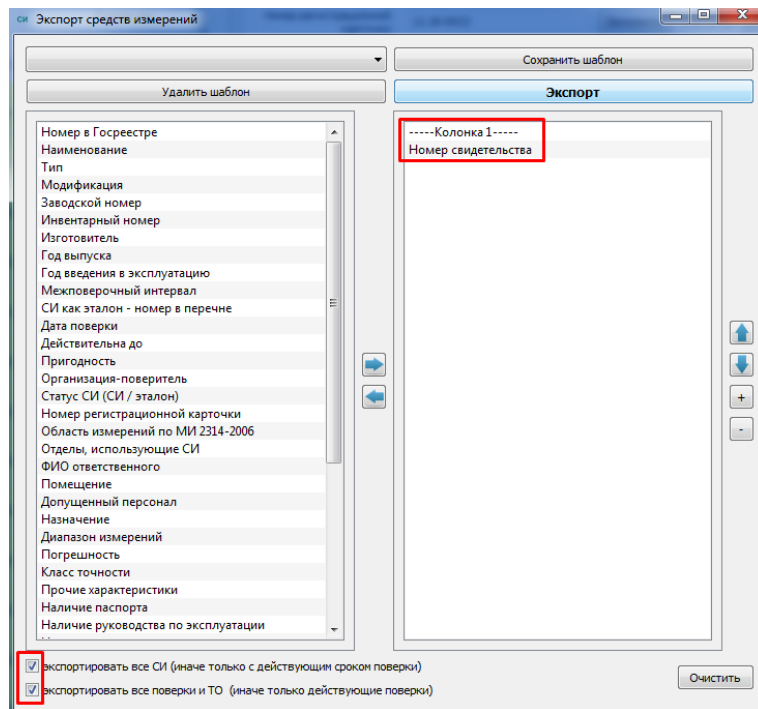 СИ Экспорт средств измерений
Сохранить шаблон
Удалить шаблон
Экспорт
Номер в Госреестре
Наименование
Тип
Модификация
Заводской номер
Инвентарный номер
Изготовитель
Год выпуска
Год введения в эксплуатацию
Межповерочный интервал
СИ как эталон - номер в перечне
Дата поверки
Действительна до
Пригодность
Организация-поверитель
Статус СИ (СИ / эталон)
Номер регистрационной карточки
Область измерений по МИ 2314-2006
Отделы, использующие СИ
ФИО ответственного
Помещение
Допущенный персонал
Назначение
Диапазон измерений
Погрешность
Класс точности
Прочие характеристики
Наличие паспорта
Наличие руководства по эксплуатации
-----Колонка 1-----
Номер свидетельства
+
-
экспортировать все СИ (иначе только с действующим сроком поверки)
экспортировать все поверки и ТО (иначе только действующие поверки)
Очистить